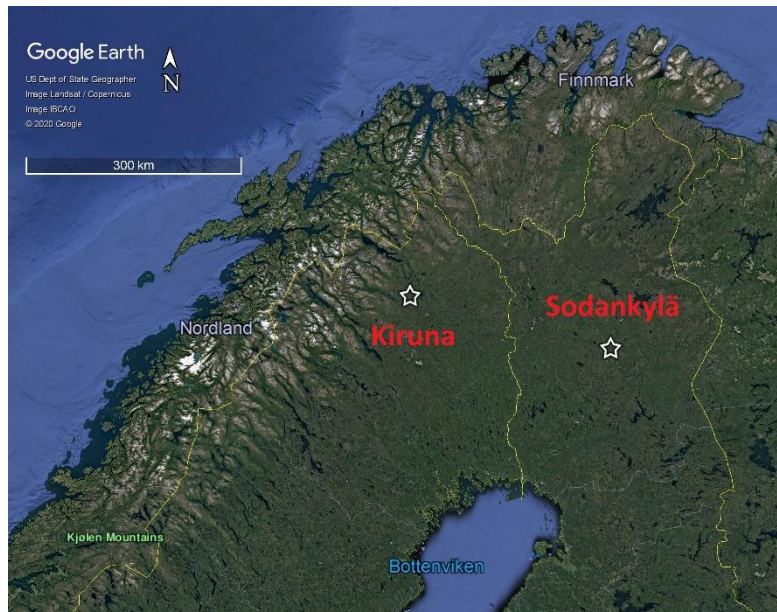 Google Earth
N
US Dept of State Geographer
Image Landsat / Copernicus
Image IBCAO
© 2020 Google
300 km
Finnmark
Sodankylä
Kiruna
Nordland
Kjølen Mountains
Bottenviken